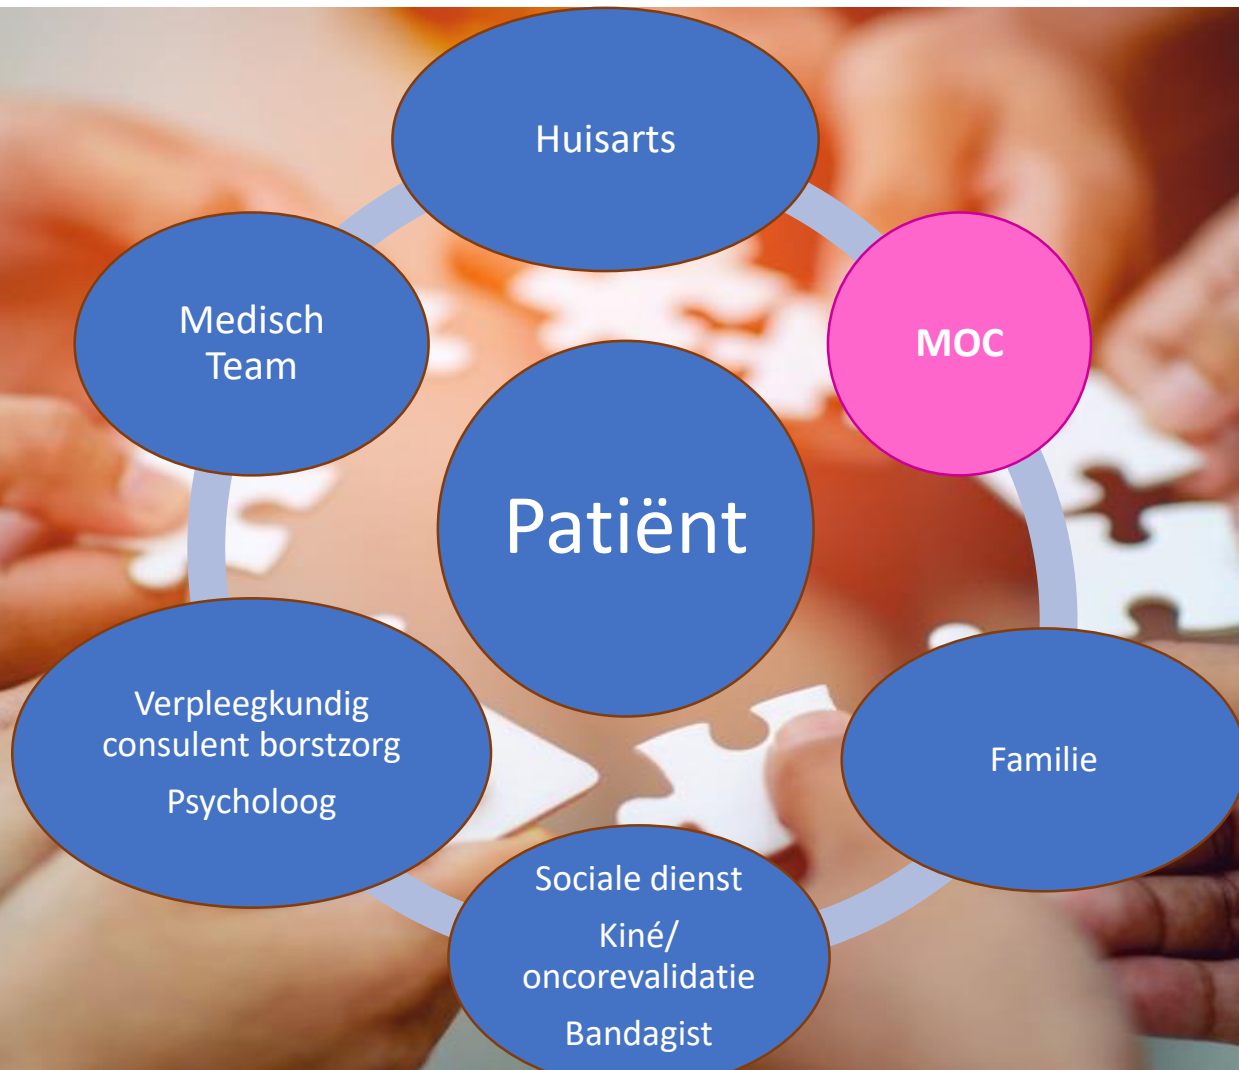 Huisarts
Medisch
Team
MOC
Patiënt
Verpleegkundig
consulent borstzorg
Psycholoog
Familie
Sociale dienst
Kiné/
oncorevalidatie
Bandagist